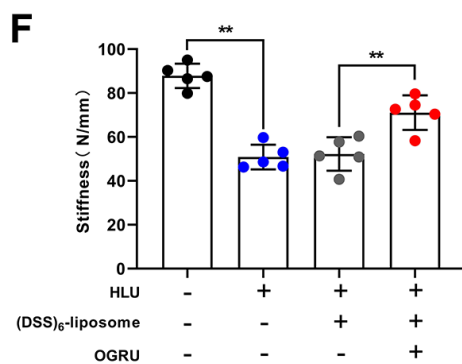 F
** **
100
80
60
40
20
0
Stiffness( N/mm)
HLU - + + +
(DSS)6-liposome - - + +
OGRU - - - +